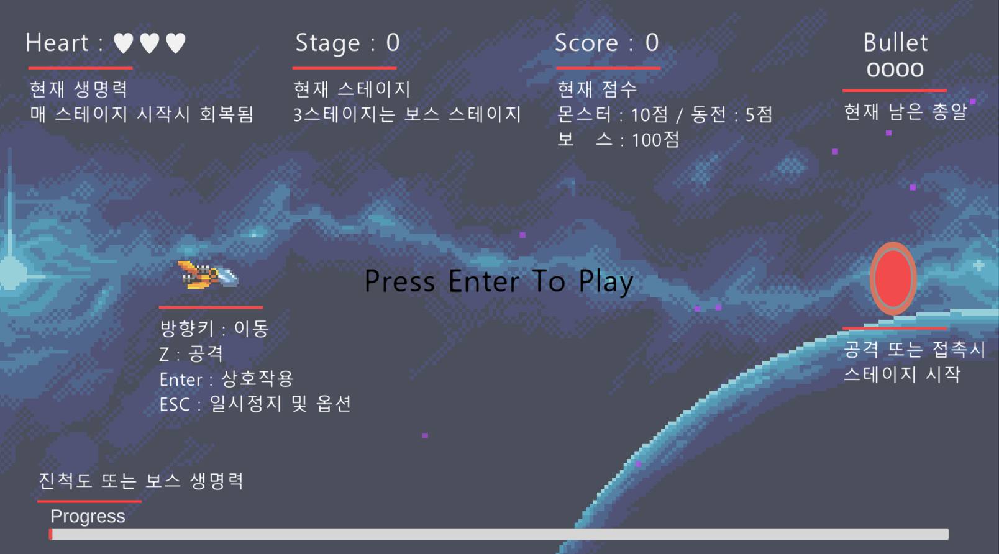 Heart : ♥♥♥
현재 생명력
매 스테이지 시작시 회복됨
Stage : 0
현재 스테이지
3스테이지는 보스 스테이지
Score : 0
현재 점수
몬스터 : 10점 / 동전 : 5점
보 스 : 100점
Bullet
oooo
현재 남은 총알
Press Enter To Play
방향키 : 이동
Z : 공격
Enter : 상호작용
ESC : 일시정지 및 옵션
공격 또는 접촉시
스테이지 시작
진척도 또는 보스 생명력
Progress